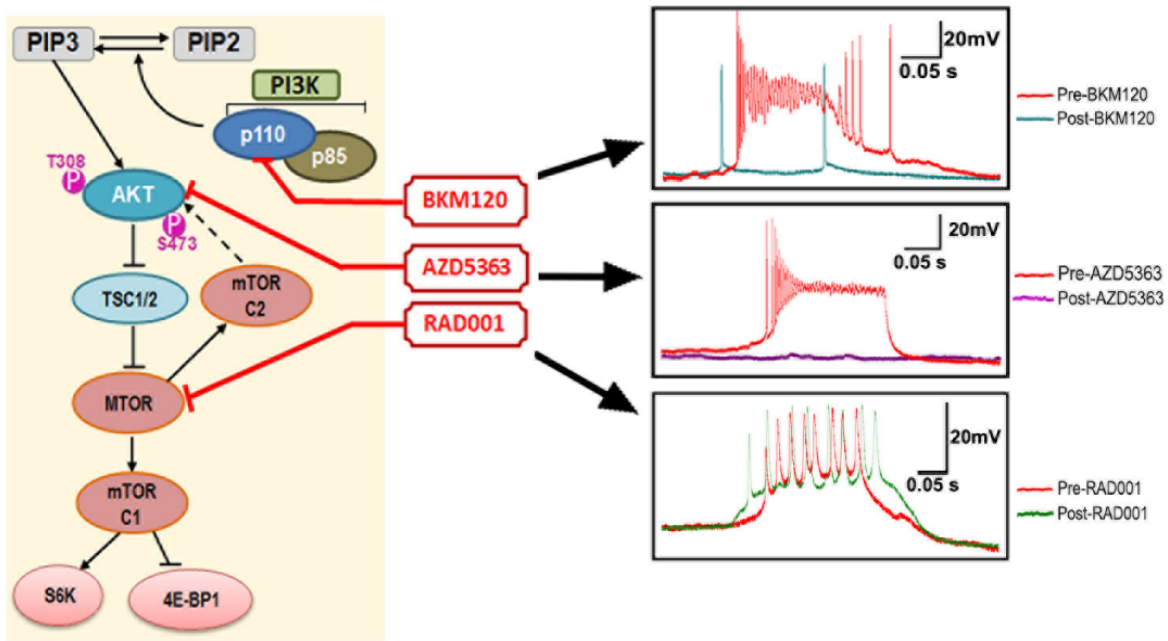 PIP3
PIP2
PI3K
p110
p85
T308
P
AKT
P
S473
TSC1/2
mTOR
C2
MTOR
mTOR
C1
S6K
4E-BP1
BKM120
AZD5363
RAD001
20mV
0.05 s
Pre-BKM120
Post-BKM120
20mV
0.05 s
Pre-AZD5363
Post-AZD5363
20mV
0.05 s
Pre-RAD001
Post-RAD001